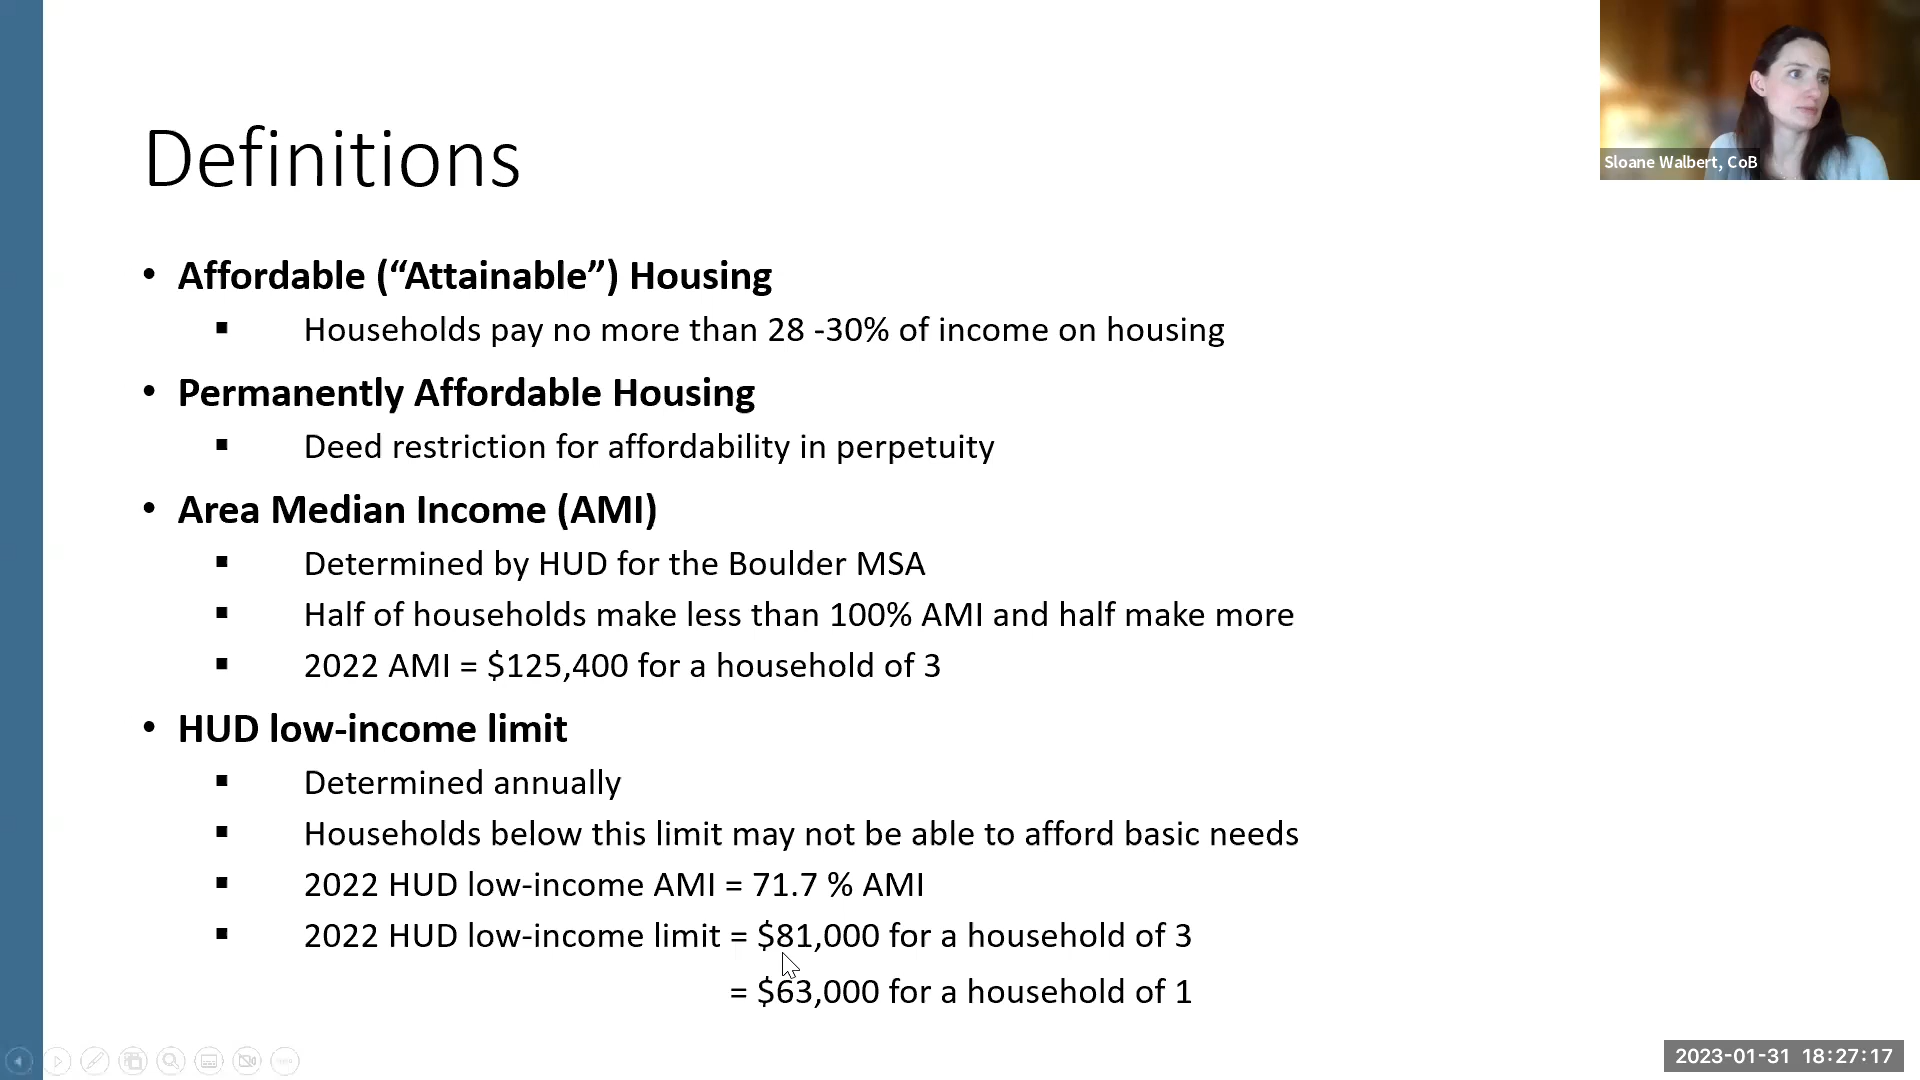 Definitions
Sloane Walbert, CoB
• Affordable (“Attainable”) Housing
▪ Households pay no more than 28 -30% of income on housing
• Permanently Affordable Housing
▪ Deed restriction for affordability in perpetuity
• Area Median Income (AMI)
▪ Determined by HUD for the Boulder MSA
▪ Half of households make less than 100% AMI and half make more
▪ 2022 AMI = $125,400 for a household of 3
• HUD low-income limit
▪ Determined annually
▪ Households below this limit may not be able to afford basic needs
▪ 2022 HUD low-income AMI = 71.7 % AMI
▪ 2022 HUD low-income limit = $81,000 for a household of 3
= $63,000 for a household of 1
2023-01-31 18:27:17